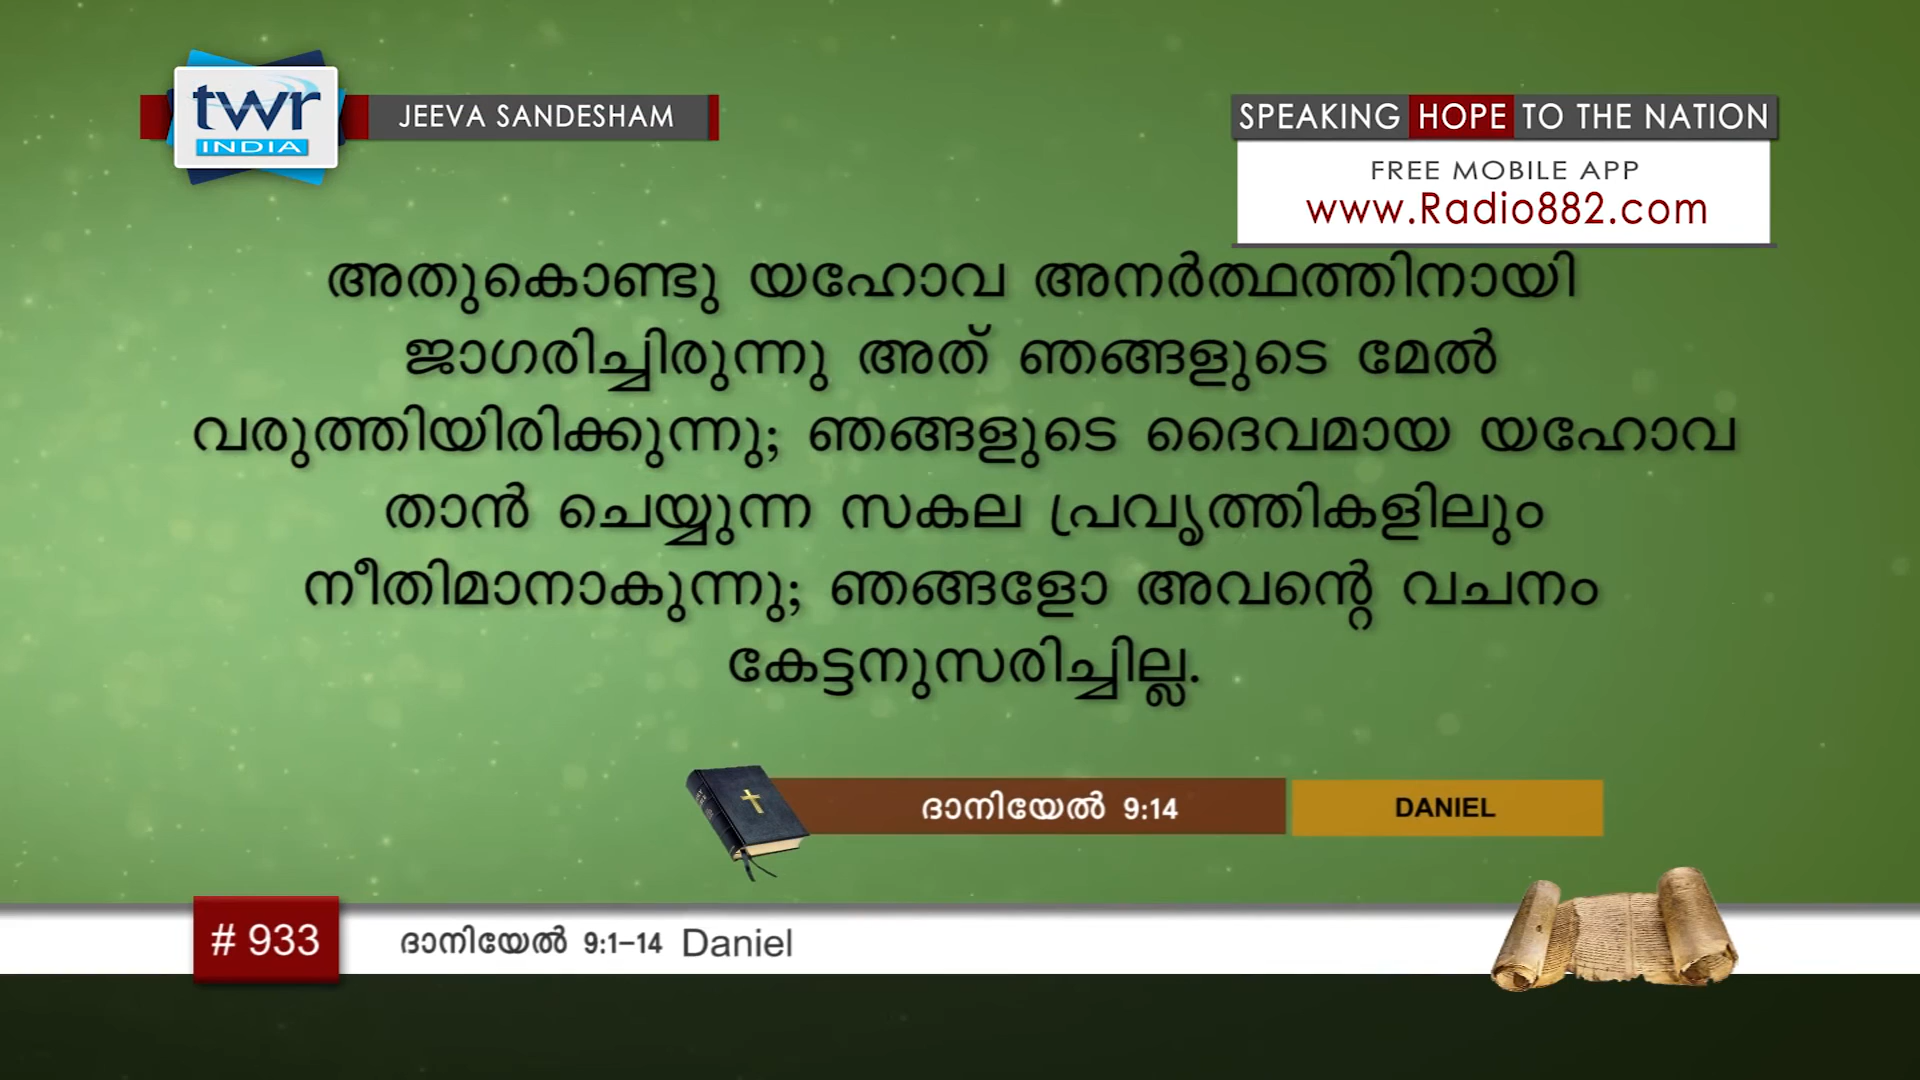 twr
INDIA
JEEVA SANDESHAM
SPEAKING HOPE TO THE NATION
FREE MOBILE APP
www.Radio882.com
അതുകൊണ്ടു യഹോവ അനർത്ഥത്തിനായി
ജാഗരിച്ചിരുന്നു അത് ഞങ്ങളുടെ മേൽ
വരുത്തിയിരിക്കുന്നു; ഞങ്ങളുടെ ദൈവമായ യഹോവ
താൻ ചെയ്യുന്ന സകല പ്രവൃത്തികളിലും
നീതിമാനാകുന്നു; ഞങ്ങളോ അവന്റെ വചനം
കേട്ടനുസരിച്ചില്ല.
ദാനിയേൽ 9:14
DANIEL
# 933
ദാനിയേൽ 9:1-14 Daniel